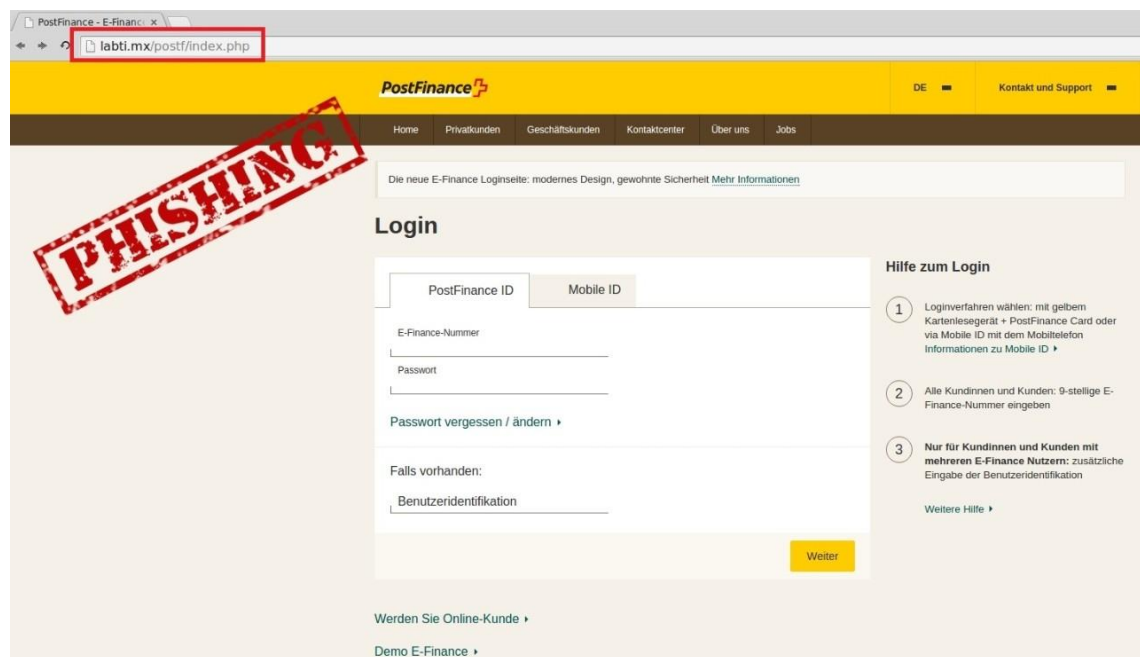 PostFinance - E-Financ
labti.mx/postf/index.php
PostFinance
DE
Kontakt und Support
Home Privatkunden Geschäftskunden Kontaktcenter Über uns Jobs
PHISHING
Die neue E-Finance Loginseite: modernes Design, gewohnte Sicherheit Mehr Informationen
Login
PostFinance ID Mobile ID
E-Finance-Nummer
Passwort
Passwort vergessen / ändern
Falls vorhanden:
Benutzeridentifikation
Weiter
Hilfe zum Login
1 Loginverfahren wählen: mit gelbem
Kartenlesegerät + PostFinance Card oder
via Mobile ID mit dem Mobiltelefon
Informationen zu Mobile ID
2 Alle Kundinnen und Kunden: 9-stellige E-
Finance-Nummer eingeben
3 Nur für Kundinnen und Kunden mit
mehreren E-Finance Nutzern: zusätzliche
Eingabe der Benutzeridentifikation
Weitere Hilfe
Werden Sie Online-Kunde
Demo E-Finance